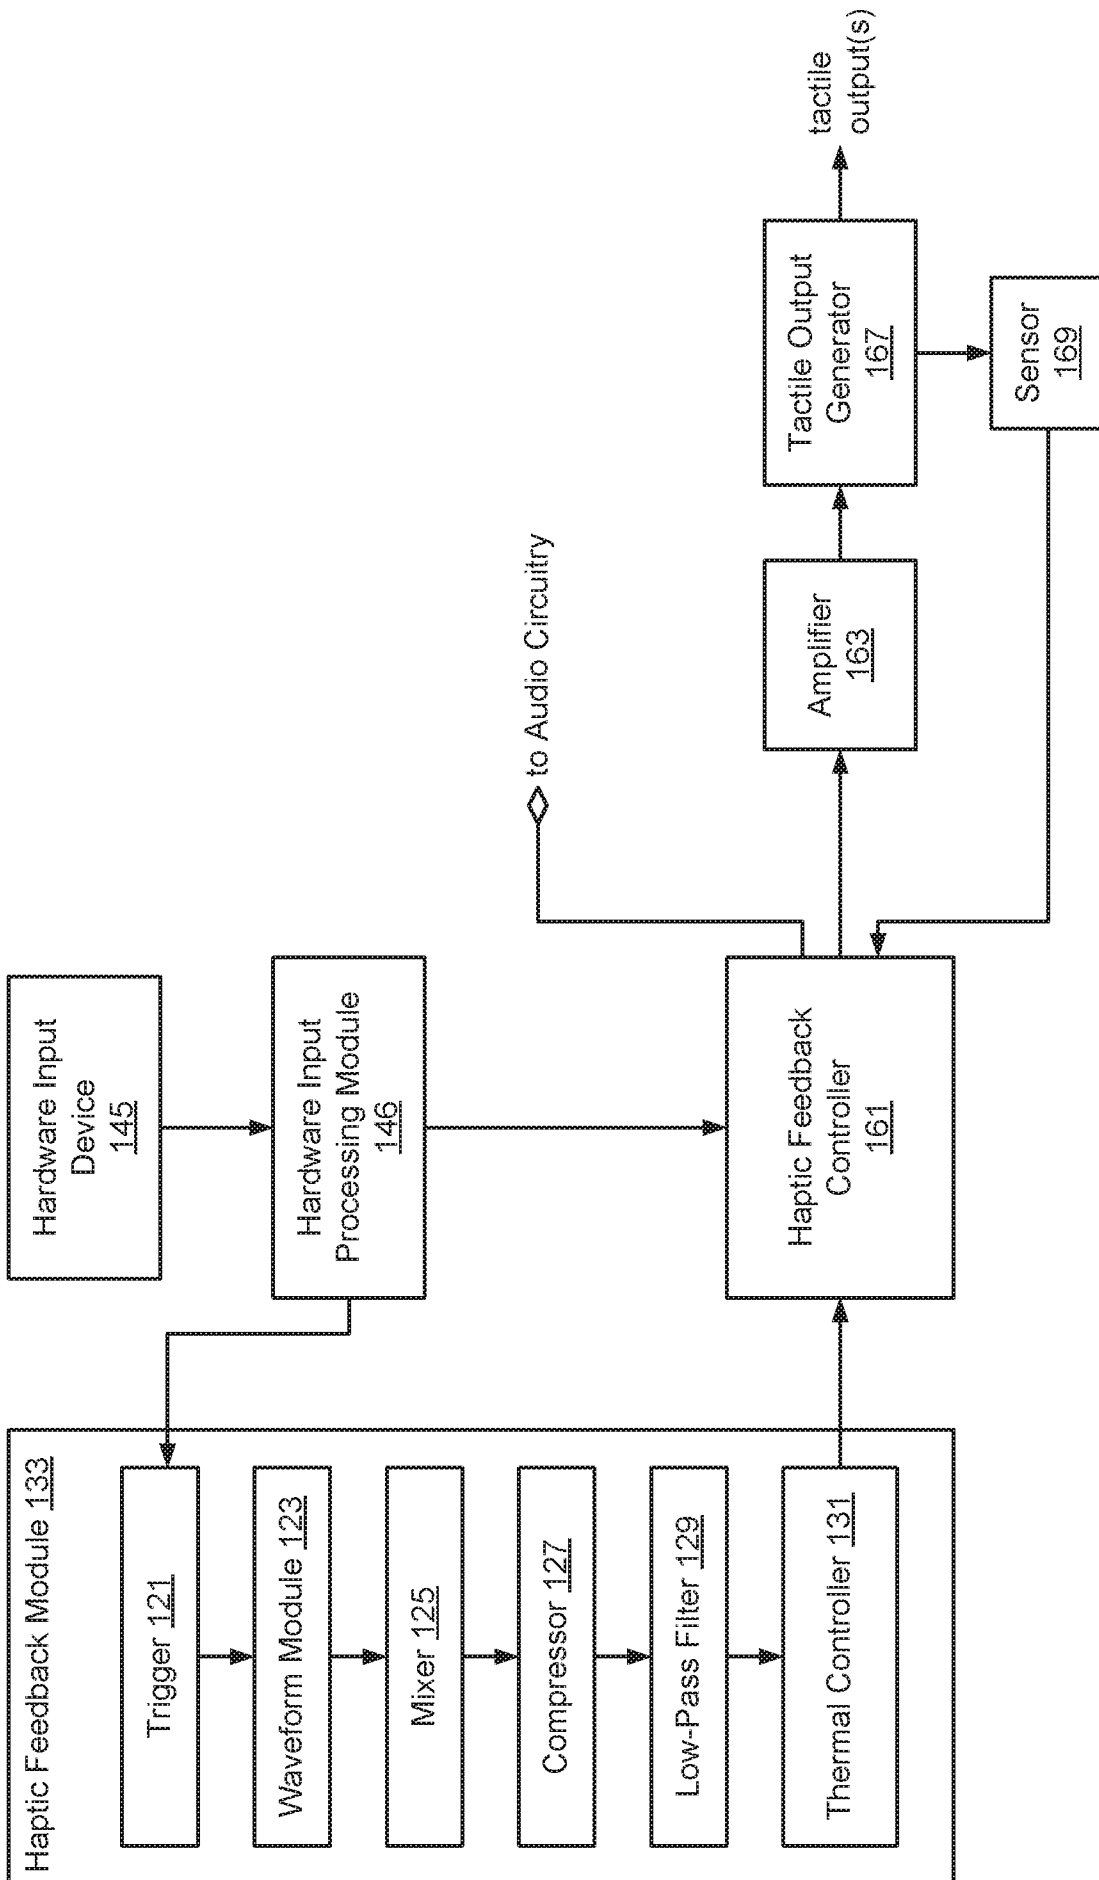 Haptic Feedback Module 133
Trigger 121
Waveform Module 123
Mixer 125
Compressor 127
Low-Pass Filter 129
Thermal Controller 131
Hardware Input
Device
145
Hardware Input
Processing Module
146
Haptic Feedback
Controller
161
to Audio Circuitry
Amplifier
163
Tactile Output
Generator
167
Sensor
169
tactile
output(s)